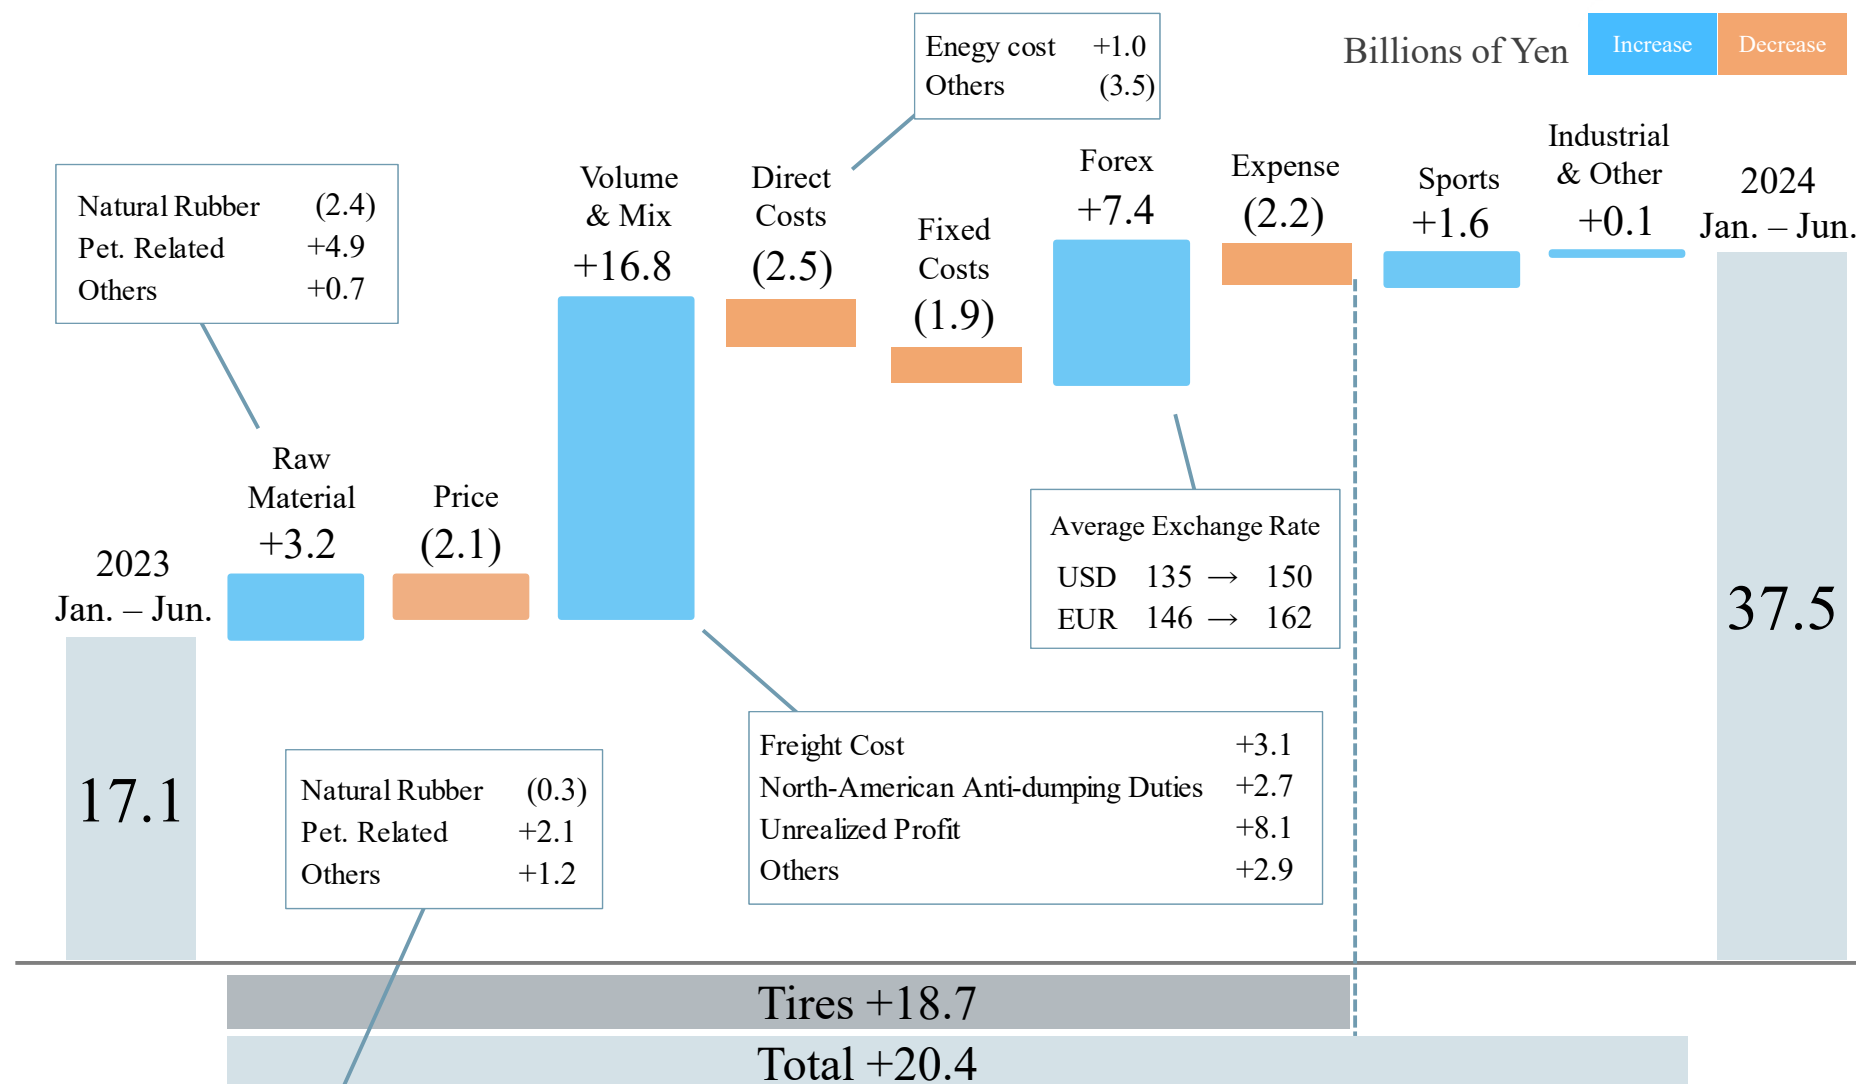 Billions of Yen
Increase
Decrease
Enegy cost +1.0
Others (3.5)
Natural Rubber (2.4)
Pet. Related +4.9
Others +0.7
2023
Jan. – Jun.
17.1
Raw
Material
+3.2
Price
(2.1)
Volume
& Mix
+16.8
Direct
Costs
(2.5)
Fixed
Costs
(1.9)
Forex
+7.4
Expense
(2.2)
Sports
+1.6
Industrial
& Other
+0.1
2024
Jan. – Jun.
37.5
Average Exchange Rate
USD 135 → 150
EUR 146 → 162
Freight Cost +3.1
North-American Anti-dumping Duties +2.7
Unrealized Profit +8.1
Others +2.9
Natural Rubber (0.3)
Pet. Related +2.1
Others +1.2
Tires +18.7
Total +20.4